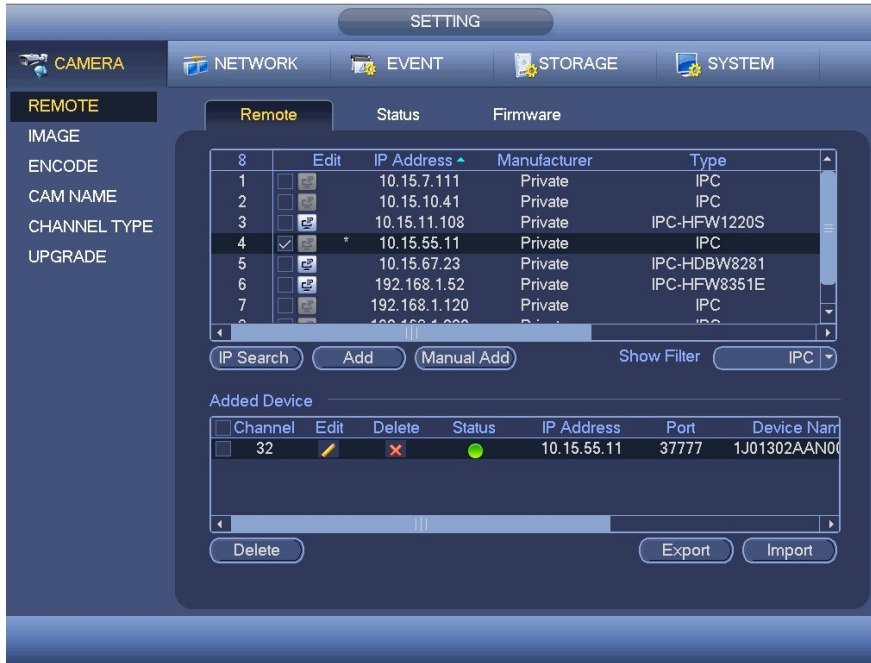 SETTING
CAMERA NETWORK EVENT STORAGE SYSTEM
REMOTE
IMAGE
ENCODE
CAM NAME
CHANNEL TYPE
UPGRADE
Remote Status Firmware
8 Edit IP Address Manufacturer Type
1 10.15.7.111 Private IPC
2 10.15.10.41 Private IPC
3 10.15.11.108 Private IPC-HFW1220S
4 * 10.15.55.11 Private IPC
5 10.15.67.23 Private IPC-HDBW8281
6 192.168.1.52 Private IPC-HFW8351E
7 192.168.1.120 Private IPC
IP Search Add Manual Add Show Filter IPC
Added Device
Channel Edit Delete Status IP Address Port Device Nam
32 10.15.55.11 37777 1J01302AAN00
Delete Export Import